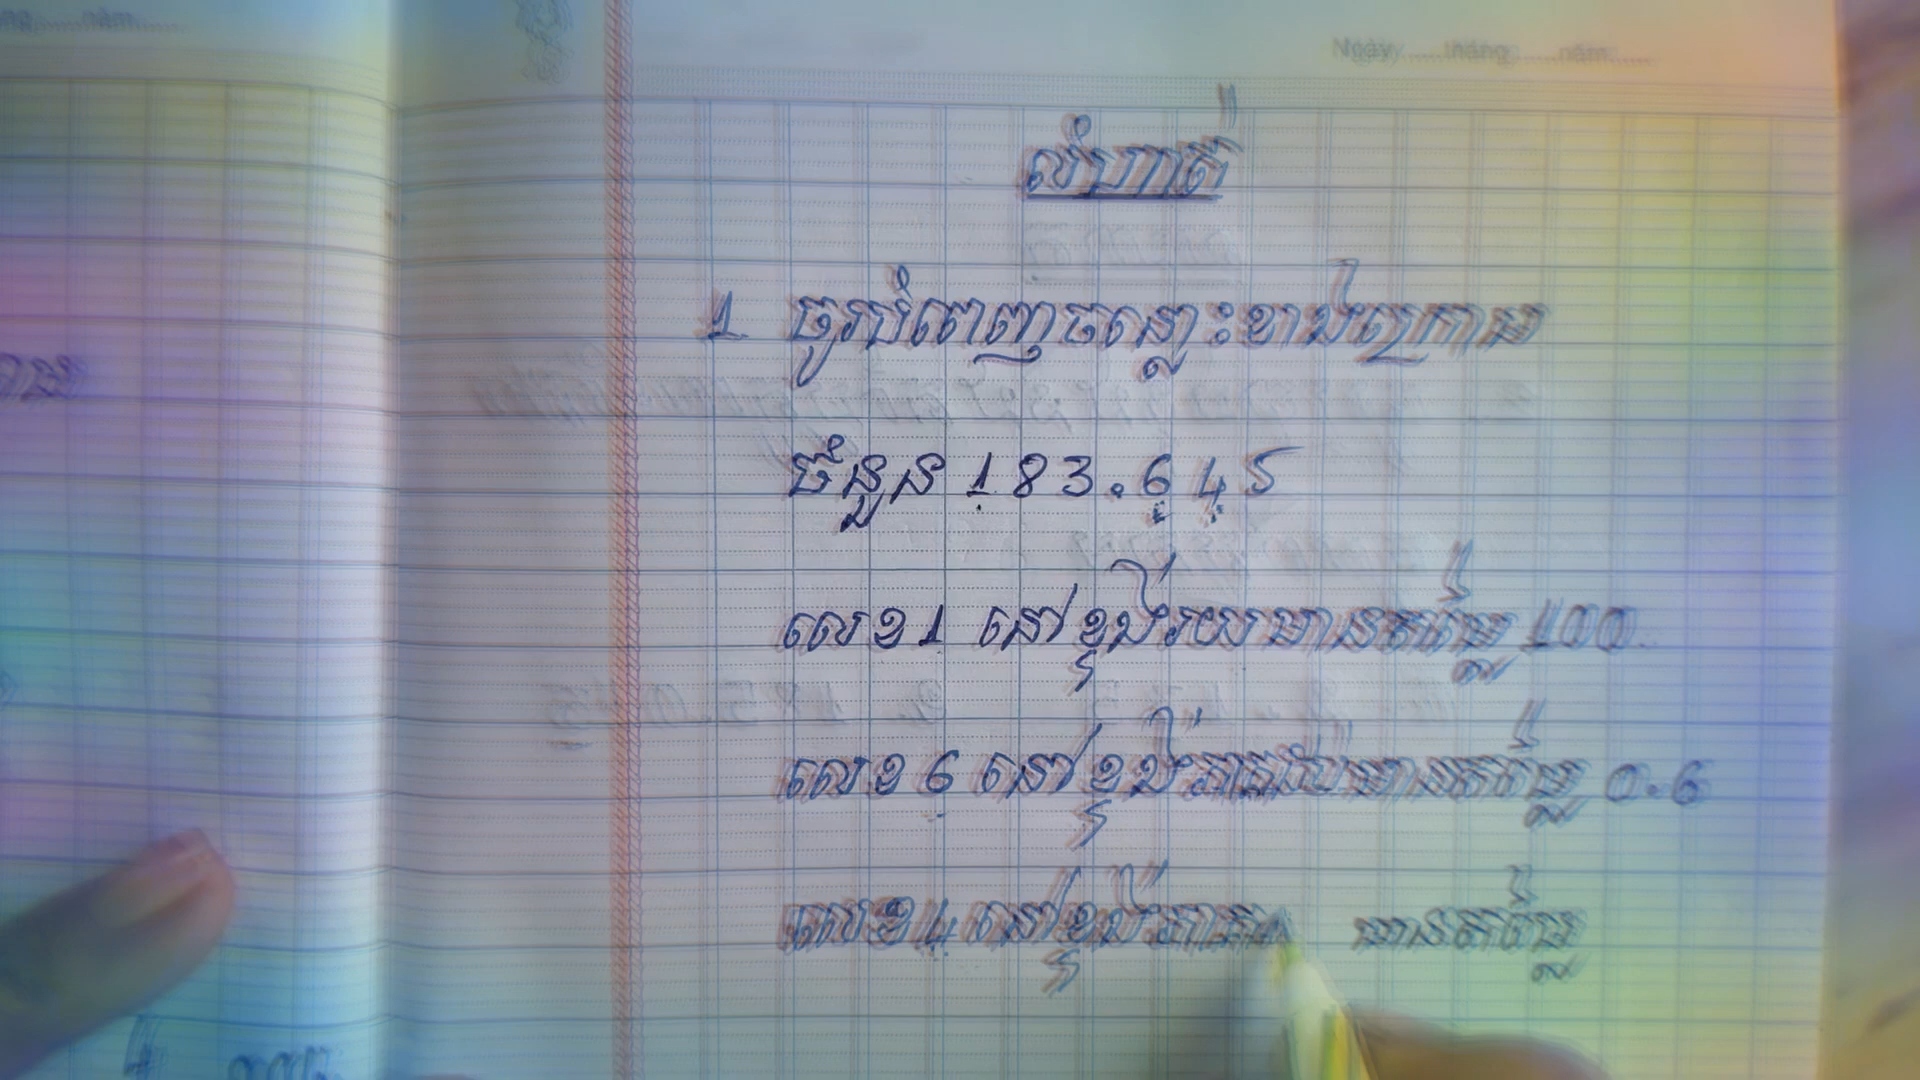 Ngày......tháng......năm......
លំហាត់
1 ចូរបំពេញចន្លោះខាងក្រោម
ចំនួន 183.645
លេខ 1 នៅខ្ទង់រយមានតម្លៃ 100
លេខ 6 នៅខ្ទង់ភាគដប់មានតម្លៃ 0.6
លេខ 4 នៅខ្ទង់ភាគ មានតម្លៃ